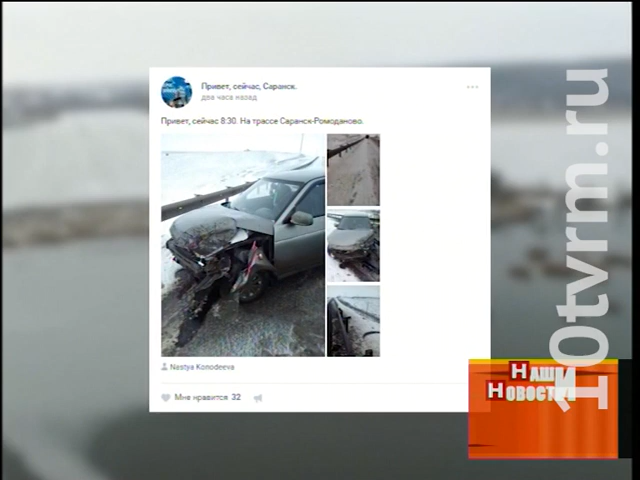 Привет, сейчас, Саранск.
два часа назад
Привет, сейчас 8:30. На трассе Саранск-Ромоданово.
Nastya Konodeeva
Мне нравится 32
НАШИ
НОВОСТИ
10tvrm.ru